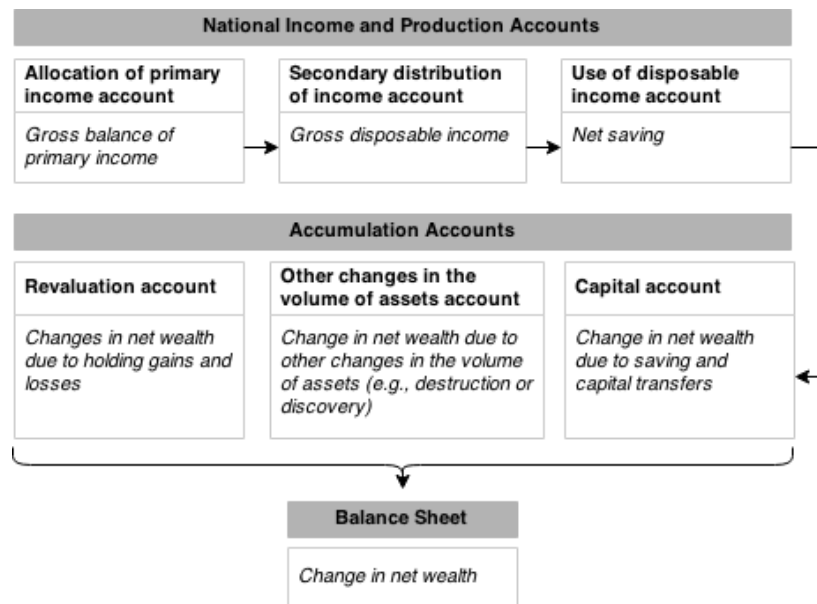 National Income and Production Accounts
Allocation of primary
income account
Gross balance of
primary income
Secondary distribution
of income account
Gross disposable income
Use of disposable
income account
Net saving
Accumulation Accounts
Revaluation account
Changes in net wealth
due to holding gains and
losses
Other changes in the
volume of assets account
Change in net wealth due to
other changes in the volume
of assets (e.g., destruction or
discovery)
Capital account
Change in net wealth
due to saving and
capital transfers
Balance Sheet
Change in net wealth